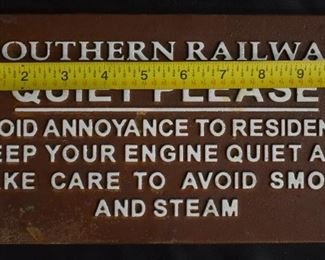 OUTHERN RAILWA
2 3 4 5 6 7 8 9
QUIET PLEASE
OID ANNOYANCE TO RESIDEN
EEP YOUR ENGINE QUIET A
KE CARE TO AVOID SMO
AND STEAM